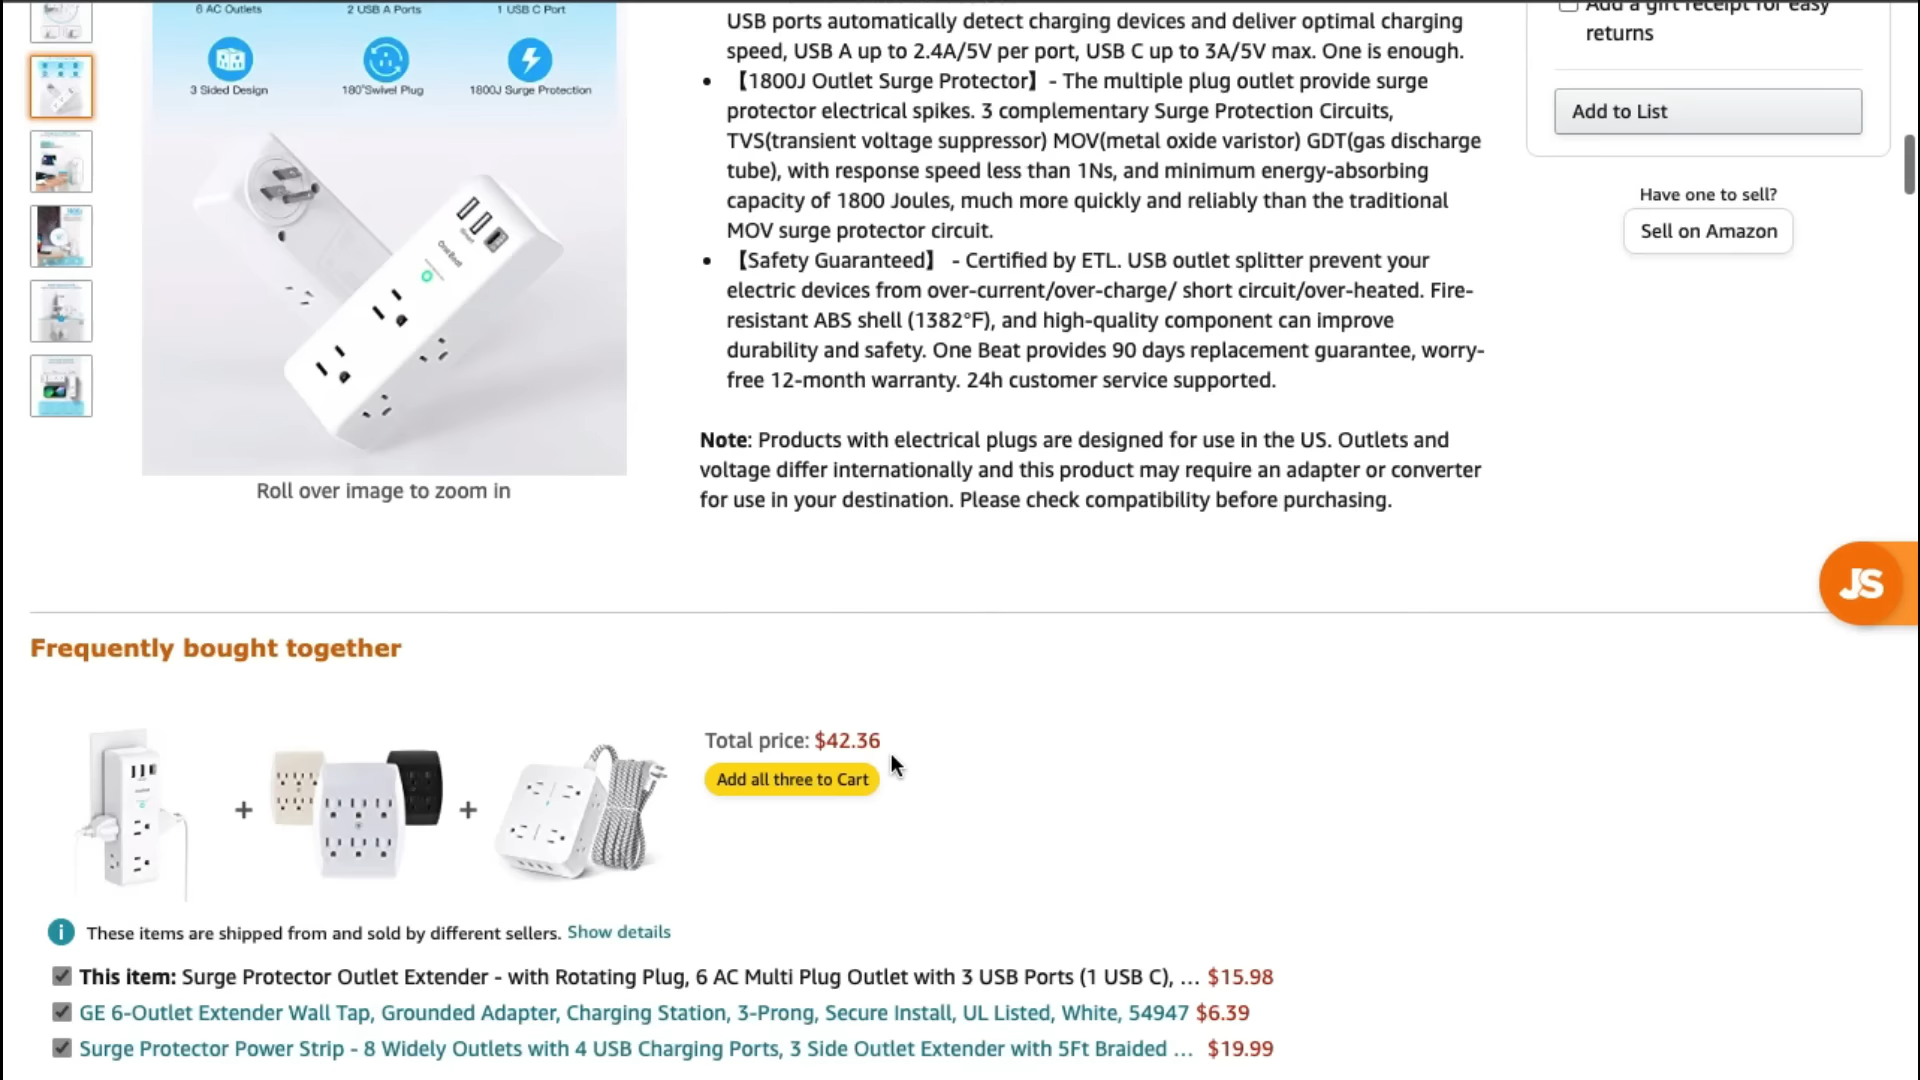 6 AC Outlets
2 USB A Ports
1 USB C Port
3 Sided Design
180°Swivel Plug
1800J Surge Protection
One Beat
Roll over image to zoom in
USB ports automatically detect charging devices and deliver optimal charging
speed, USB A up to 2.4A/5V per port, USB C up to 3A/5V max. One is enough.
• 【1800J Outlet Surge Protector】 - The multiple plug outlet provide surge
protector electrical spikes. 3 complementary Surge Protection Circuits,
TVS(transient voltage suppressor) MOV(metal oxide varistor) GDT(gas discharge
tube), with response speed less than 1Ns, and minimum energy-absorbing
capacity of 1800 Joules, much more quickly and reliably than the traditional
MOV surge protector circuit.
• 【Safety Guaranteed】 - Certified by ETL. USB outlet splitter prevent your
electric devices from over-current/over-charge/ short circuit/over-heated. Fire-
resistant ABS shell (1382°F), and high-quality component can improve
durability and safety. One Beat provides 90 days replacement guarantee, worry-
free 12-month warranty. 24h customer service supported.
Note: Products with electrical plugs are designed for use in the US. Outlets and
voltage differ internationally and this product may require an adapter or converter
for use in your destination. Please check compatibility before purchasing.
Add a gift receipt for easy
returns
Add to List
Have one to sell?
Sell on Amazon
JS
Frequently bought together
+
+
Total price: $42.36
Add all three to Cart
i These items are shipped from and sold by different sellers. Show details
This item: Surge Protector Outlet Extender - with Rotating Plug, 6 AC Multi Plug Outlet with 3 USB Ports (1 USB C), … $15.98
GE 6-Outlet Extender Wall Tap, Grounded Adapter, Charging Station, 3-Prong, Secure Install, UL Listed, White, 54947 $6.39
Surge Protector Power Strip - 8 Widely Outlets with 4 USB Charging Ports, 3 Side Outlet Extender with 5Ft Braided … $19.99